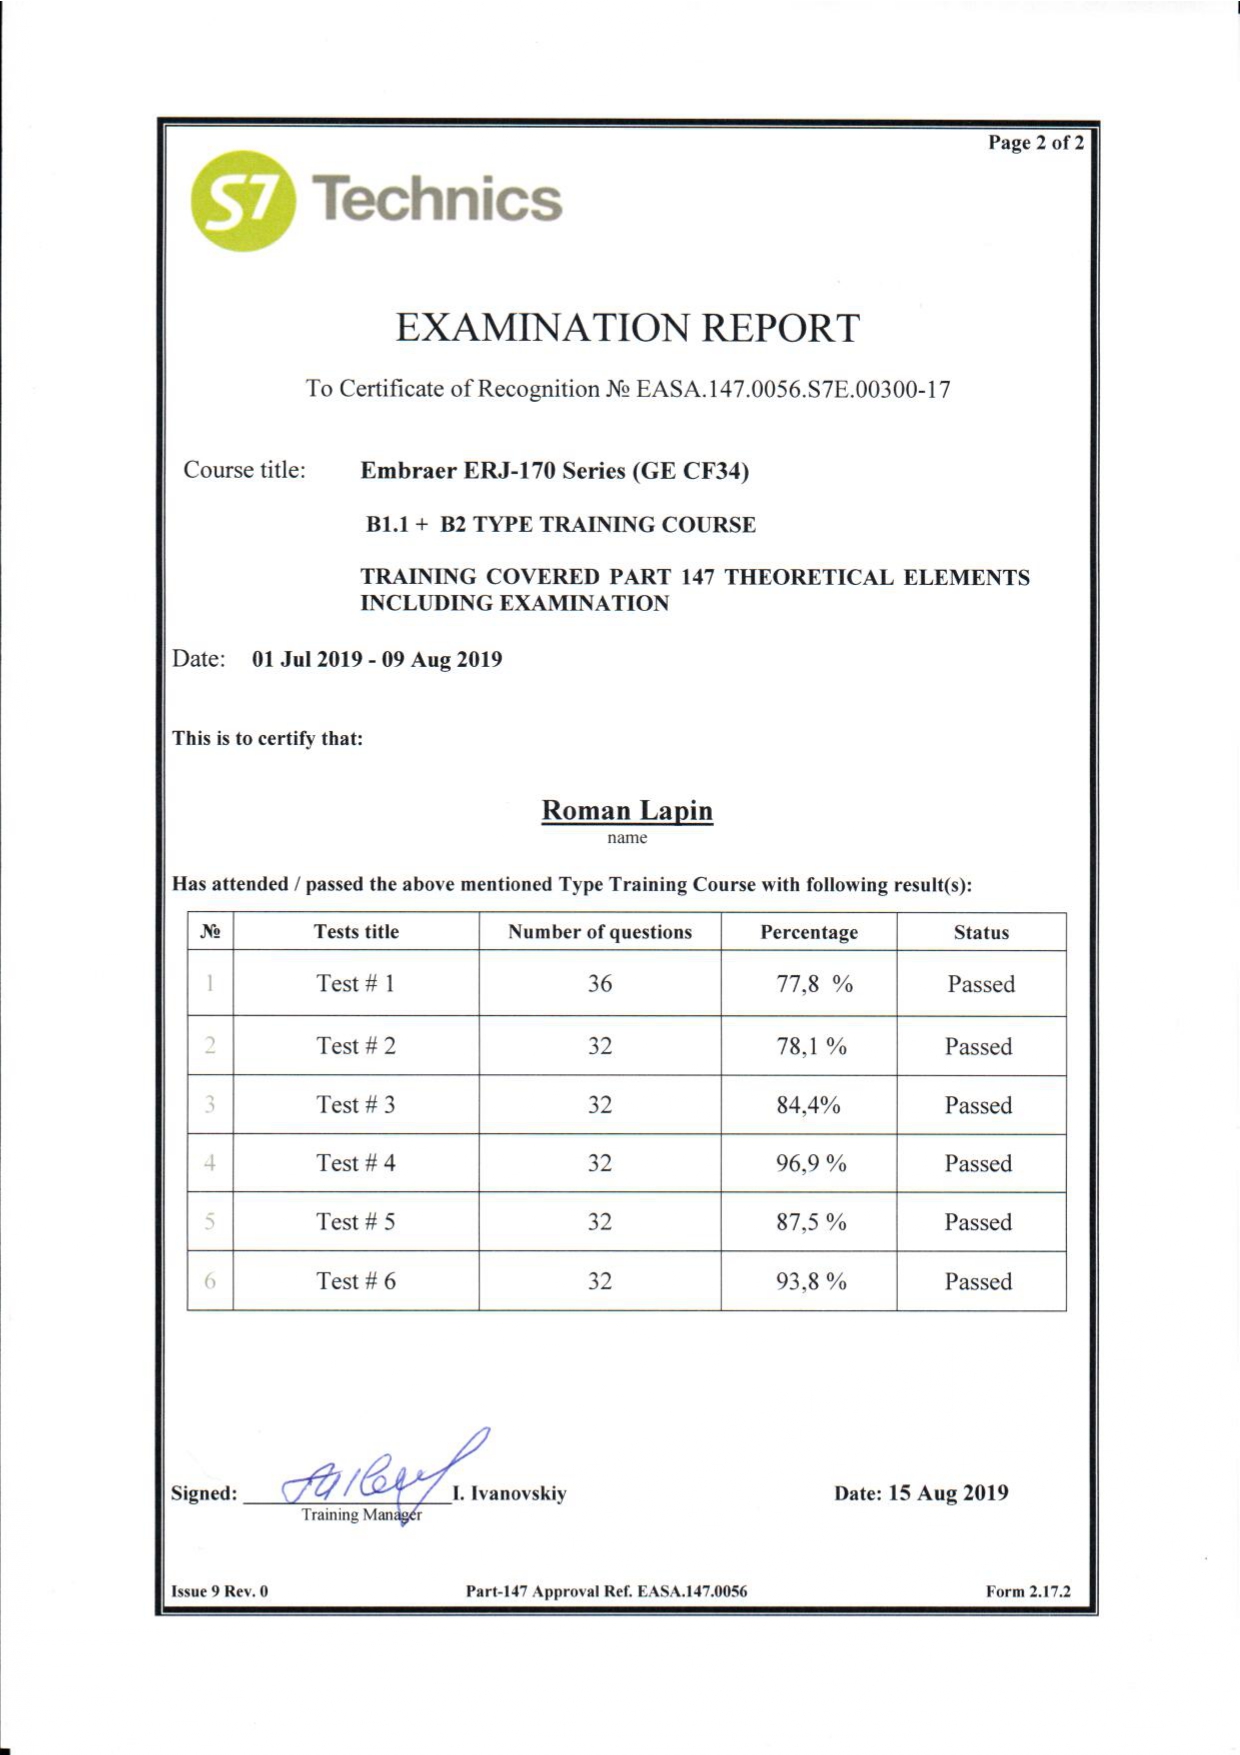 Page 2 of 2
S7 Technics
EXAMINATION REPORT
To Certificate of Recognition № EASA.147.0056.S7E.00300-17
Course title: Embraer ERJ-170 Series (GE CF34)
B1.1 + B2 TYPE TRAINING COURSE
TRAINING COVERED PART 147 THEORETICAL ELEMENTS
INCLUDING EXAMINATION
Date: 01 Jul 2019 - 09 Aug 2019
This is to certify that:
Roman Lapin
name
Has attended / passed the above mentioned Type Training Course with following result(s):
№ Tests title Number of questions Percentage Status
1 Test # 1 36 77,8 % Passed
2 Test # 2 32 78,1 % Passed
3 Test # 3 32 84,4% Passed
4 Test # 4 32 96,9 % Passed
5 Test # 5 32 87,5 % Passed
6 Test # 6 32 93,8 % Passed
Signed: I. Ivanovskiy Date: 15 Aug 2019
Training Manager
Issue 9 Rev. 0 Part-147 Approval Ref. EASA.147.0056 Form 2.17.2